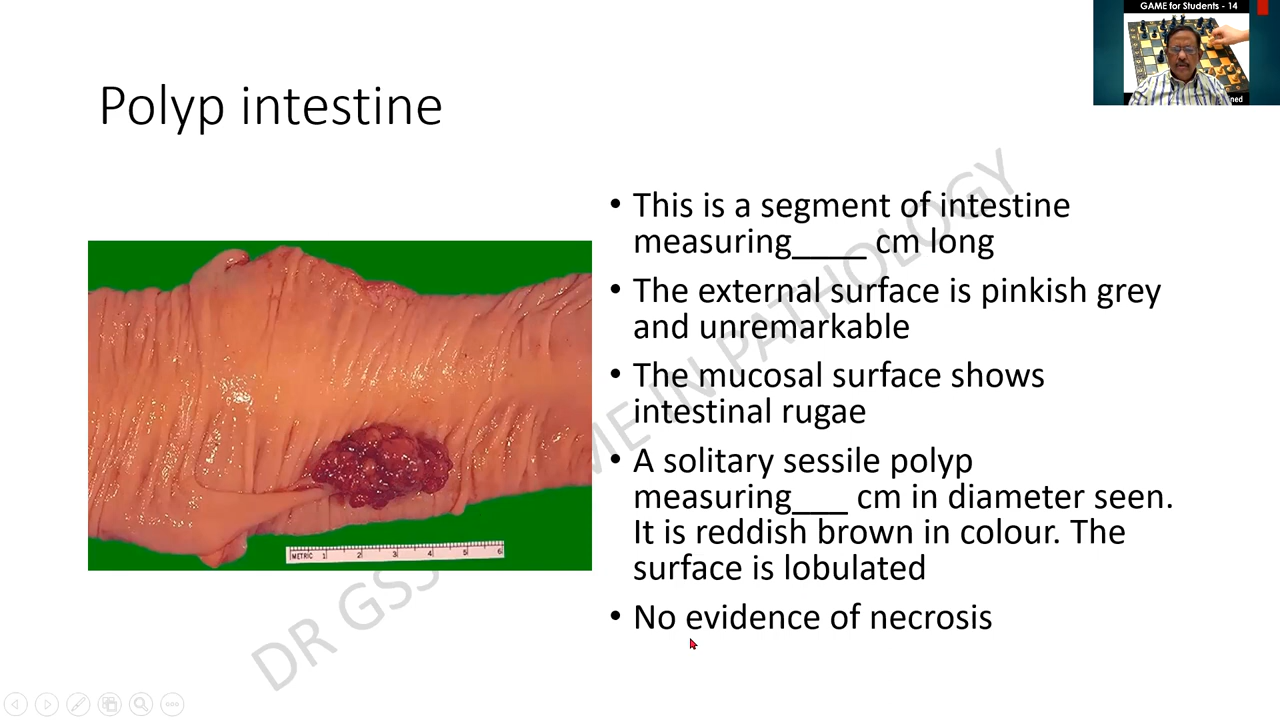 GAME for Students - 14
ned
Polyp intestine
• This is a segment of intestine
measuring____ cm long
• The external surface is pinkish grey
and unremarkable
• The mucosal surface shows
intestinal rugae
• A solitary sessile polyp
measuring___ cm in diameter seen.
It is reddish brown in colour. The
surface is lobulated
• No evidence of necrosis
METRIC 1 2 3 4 5 6
DR GSS ME IN PATHOLOGY